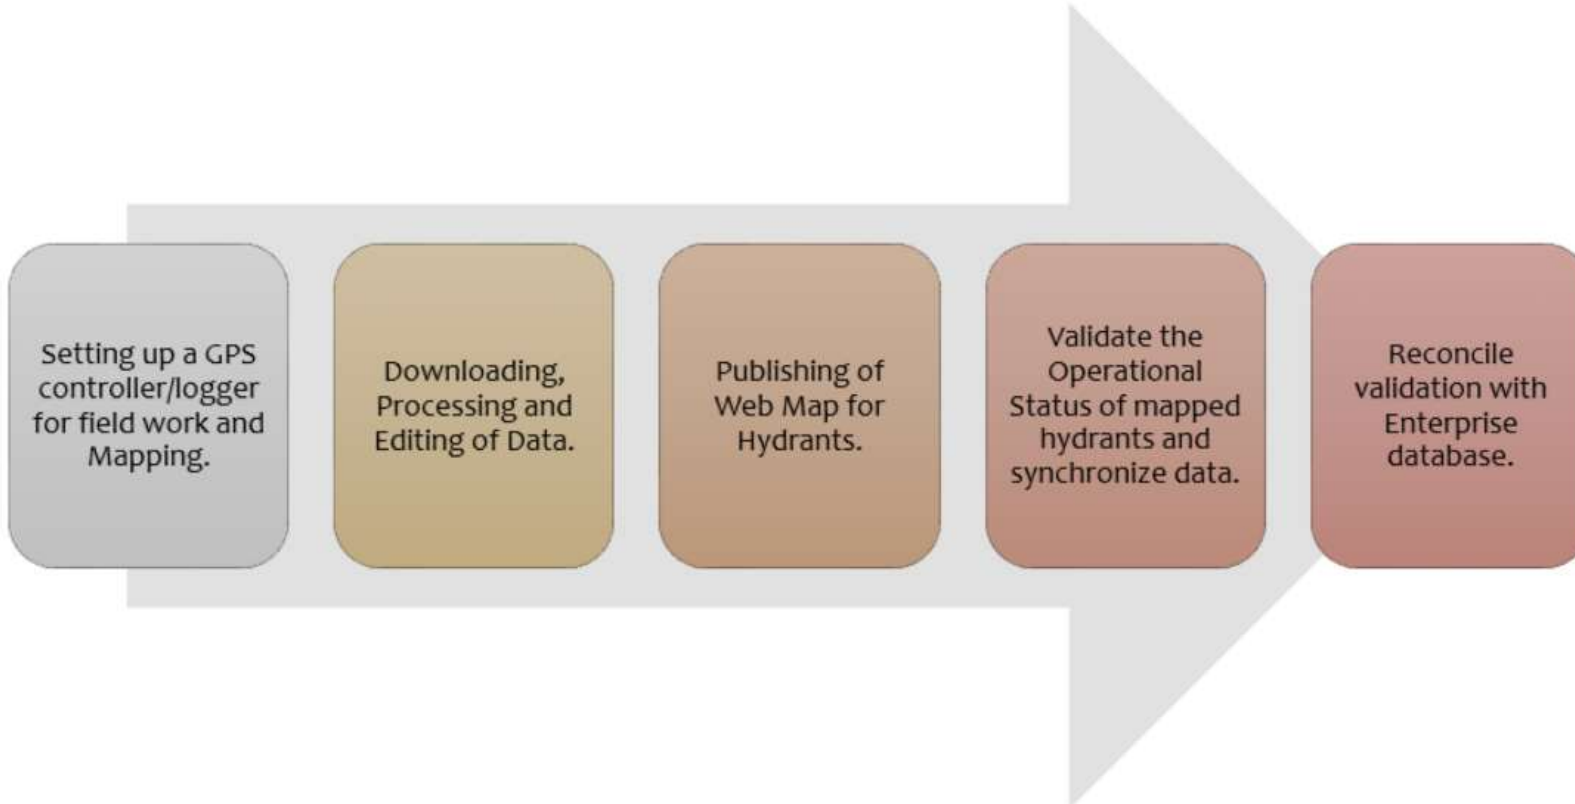 Setting up a GPS
controller/logger
for field work and
Mapping.
Downloading,
Processing and
Editing of Data.
Publishing of
Web Map for
Hydrants.
Validate the
Operational
Status of mapped
hydrants and
synchronize data.
Reconcile
validation with
Enterprise
database.